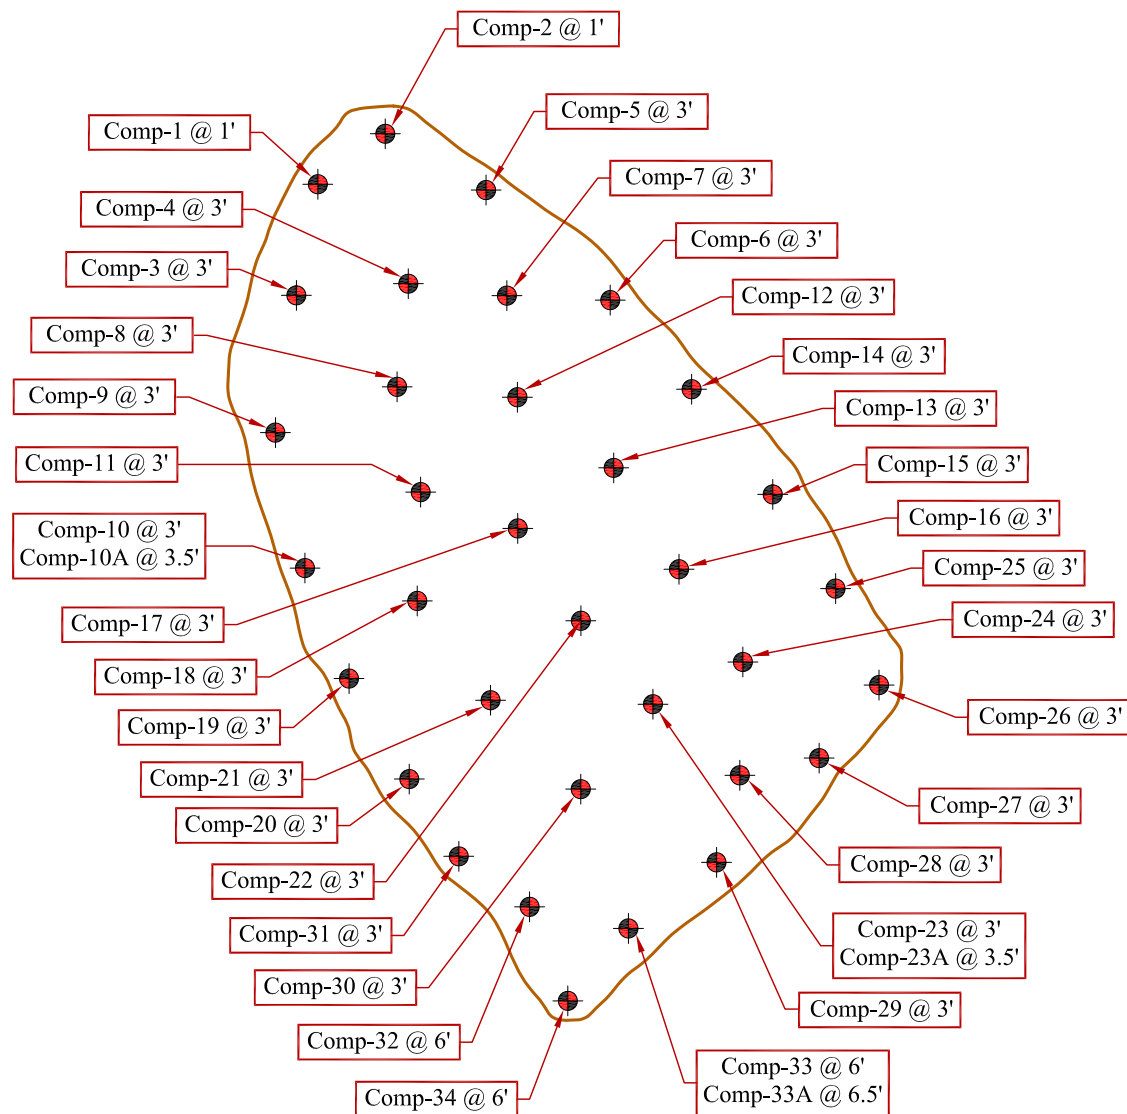 Comp-2 @ 1'
Comp-5 @ 3'
Comp-1 @ 1'
Comp-7 @ 3'
Comp-4 @ 3'
Comp-6 @ 3'
Comp-3 @ 3'
Comp-12 @ 3'
Comp-8 @ 3'
Comp-14 @ 3'
Comp-9 @ 3'
Comp-13 @ 3'
Comp-11 @ 3'
Comp-15 @ 3'
Comp-16 @ 3'
Comp-10 @ 3'
Comp-10A @ 3.5'
Comp-25 @ 3'
Comp-17 @ 3'
Comp-24 @ 3'
Comp-18 @ 3'
Comp-26 @ 3'
Comp-19 @ 3'
Comp-21 @ 3'
Comp-27 @ 3'
Comp-20 @ 3'
Comp-28 @ 3'
Comp-22 @ 3'
Comp-31 @ 3'
Comp-23 @ 3'
Comp-23A @ 3.5'
Comp-30 @ 3'
Comp-29 @ 3'
Comp-32 @ 6'
Comp-33 @ 6'
Comp-33A @ 6.5'
Comp-34 @ 6'